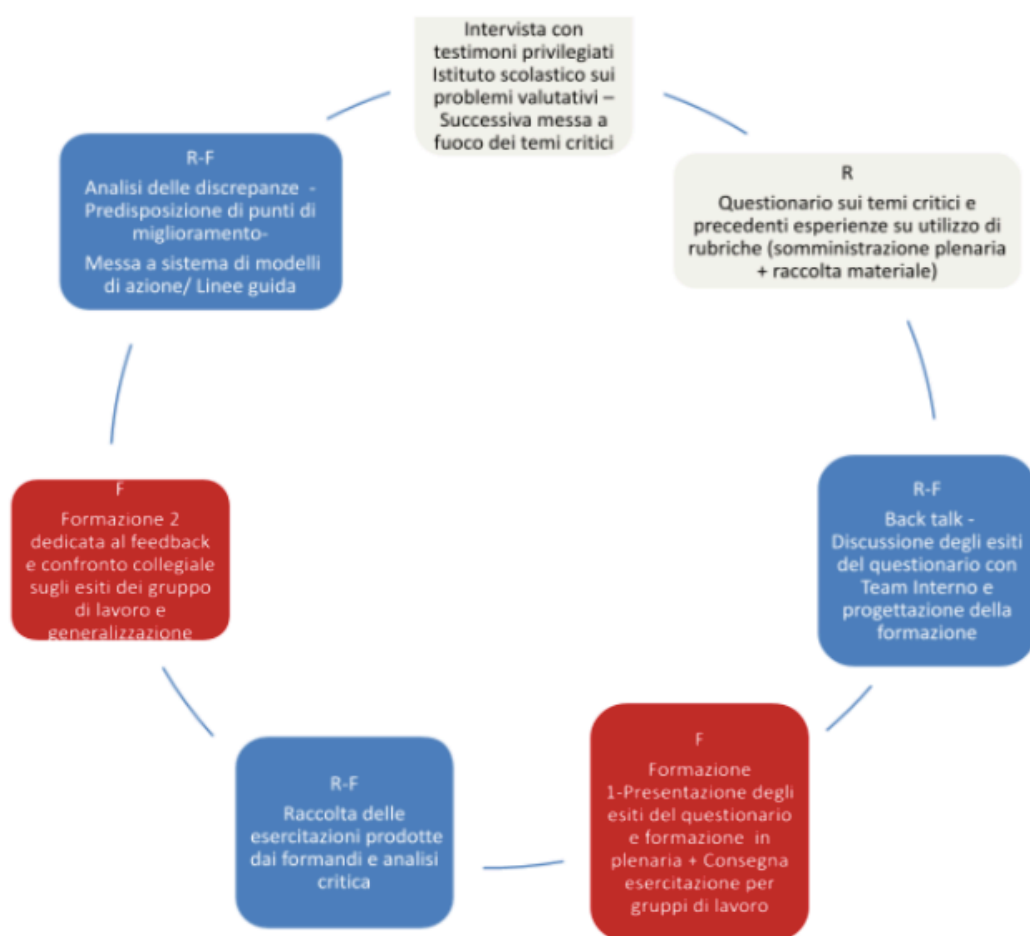 Intervista con
testimoni privilegiati
Istituto scolastico sui
problemi valutativi –
Successiva messa a
fuoco dei temi critici
R
Questionario sui temi critici e
precedenti esperienze su utilizzo di
rubriche (somministrazione plenaria
+ raccolta materiale)
R-F
Back talk -
Discussione degli esiti
del questionario con
Team Interno e
progettazione della
formazione
F
Formazione
1-Presentazione degli
esiti del questionario
e formazione in
plenaria + Consegna
esercitazione per
gruppi di lavoro
R-F
Raccolta delle
esercitazioni prodotte
dai formandi e analisi
critica
F
Formazione 2
dedicata al feedback
e confronto collegiale
sugli esiti dei gruppo
di lavoro e
generalizzazione
R-F
Analisi delle discrepanze -
Predisposizione di punti di
miglioramento-
Messa a sistema di modelli
di azione/ Linee guida